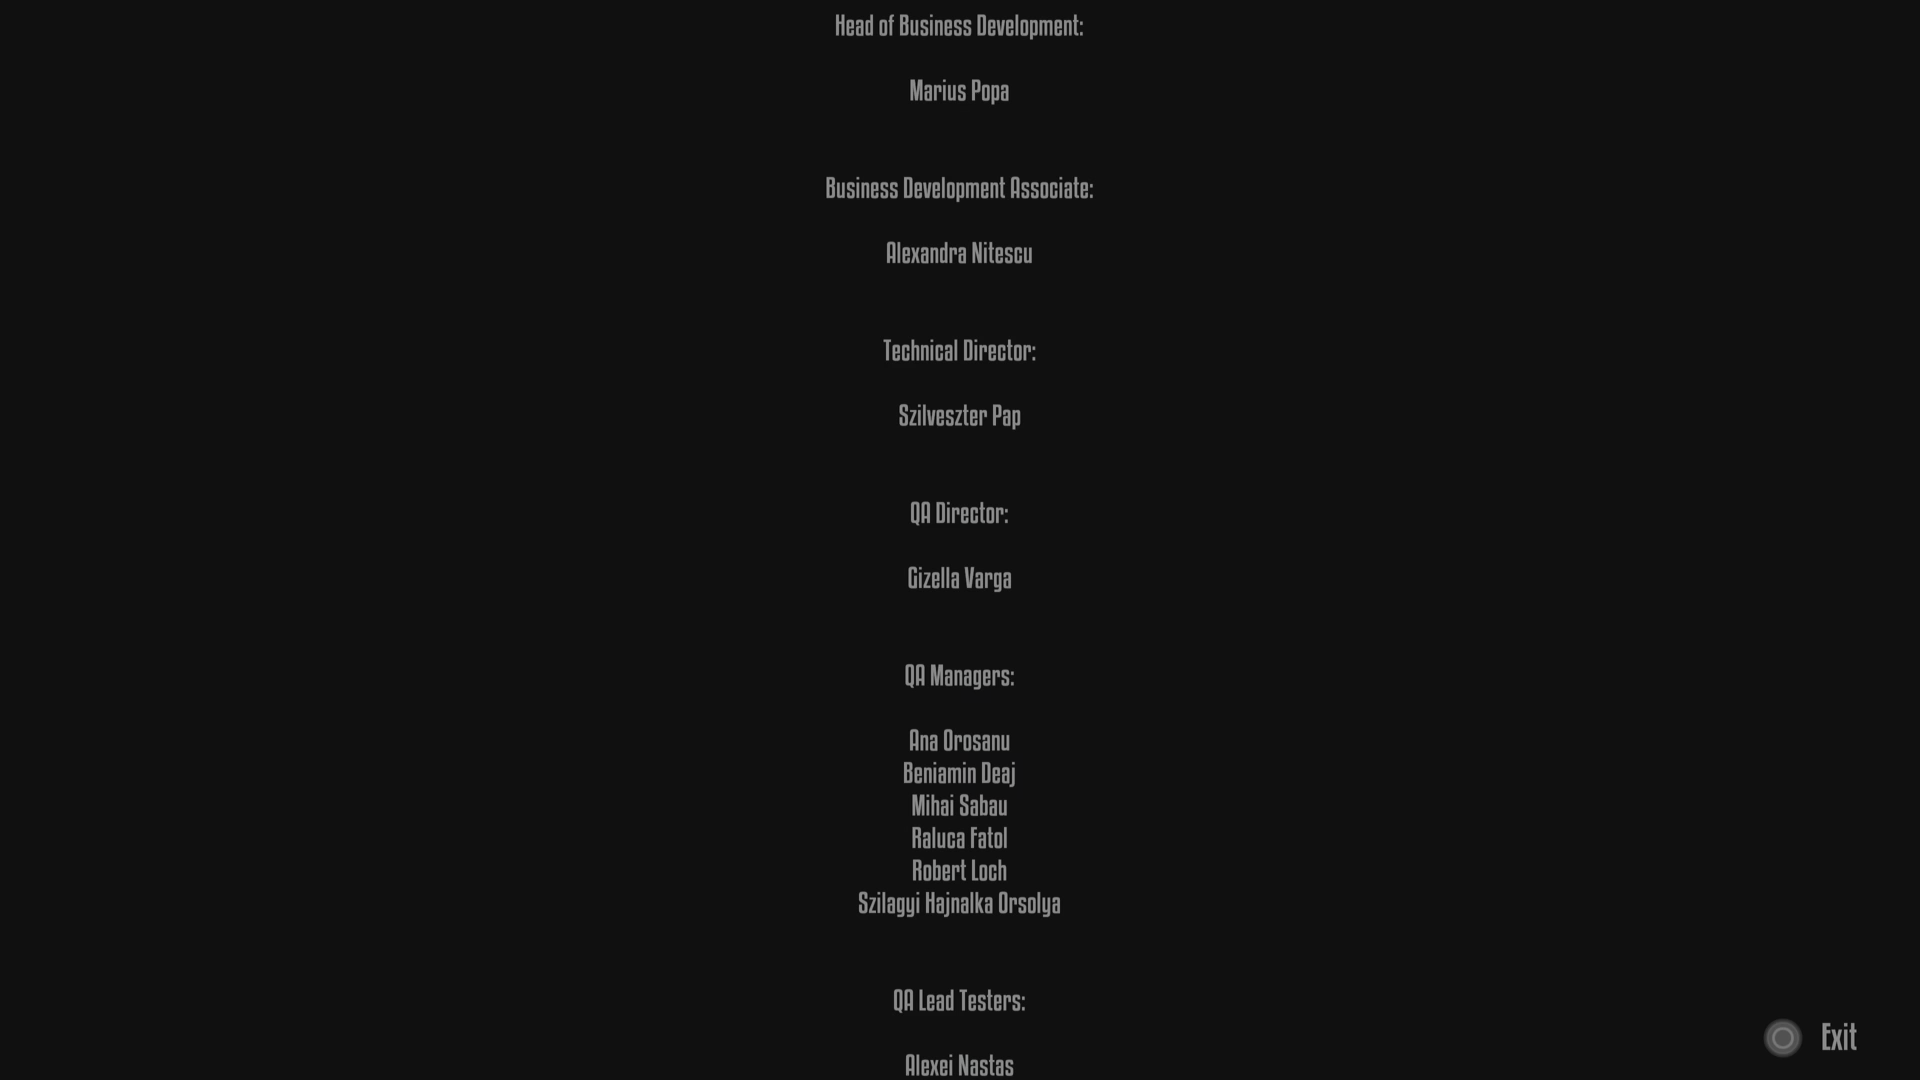 Head of Business Development:
Marius Popa
Business Development Associate:
Alexandra Nitescu
Technical Director:
Szilveszter Pap
QA Director:
Gizella Varga
QA Managers:
Ana Orosanu
Beniamin Deaj
Mihai Sabau
Raluca Fatol
Robert Loch
Szilagyi Hajnalka Orsolya
QA Lead Testers:
Alexei Nastas
Exit